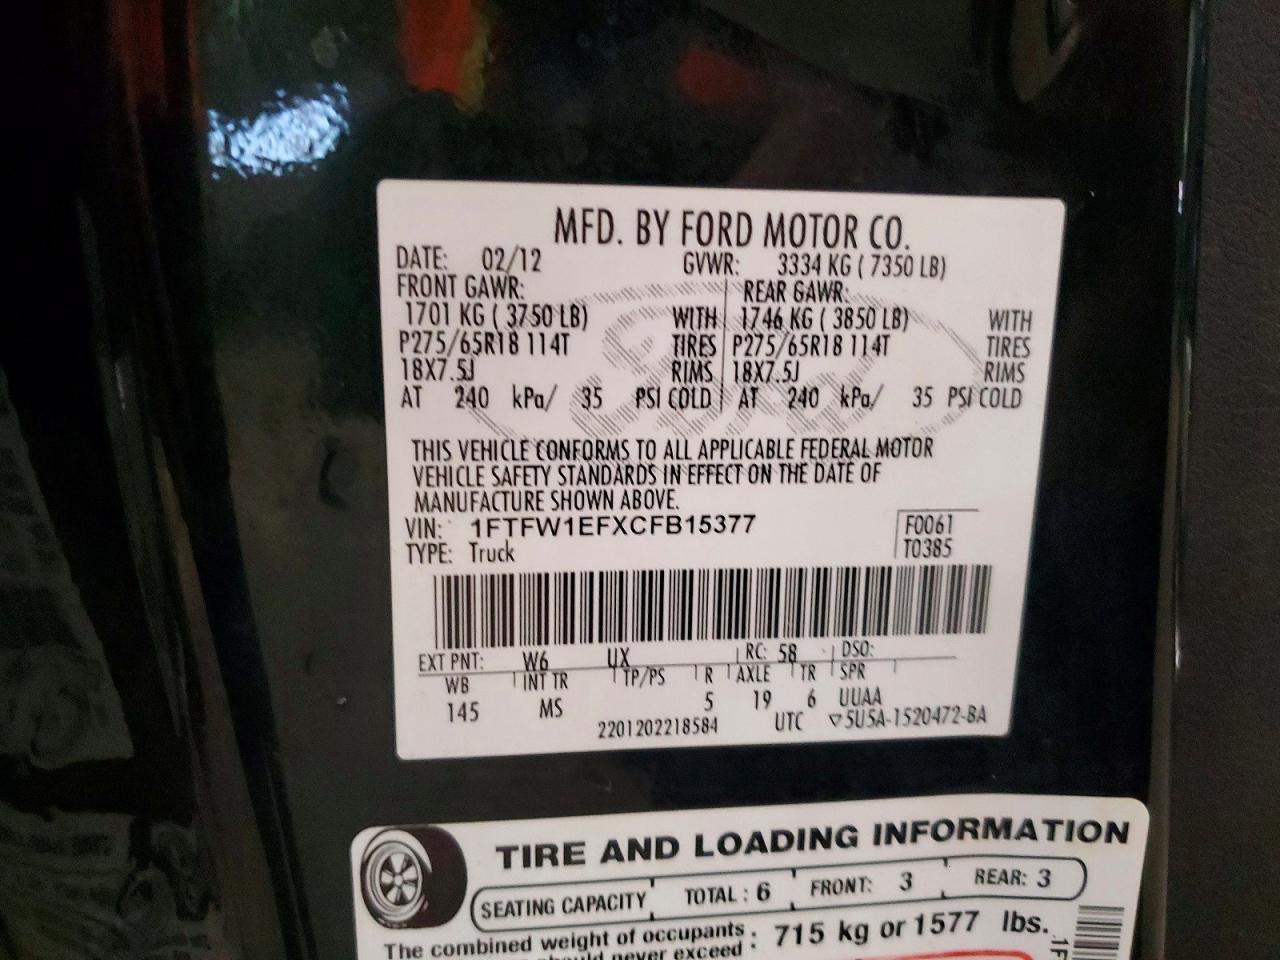 MFD. BY FORD MOTOR CO.
DATE: 02/12 GVWR: 3334 KG ( 7350 LB)
FRONT GAWR: REAR GAWR:
1701 KG ( 3750 LB) WITH 1746 KG ( 3850 LB) WITH
P275/65R18 114T TIRES P275/65R18 114T TIRES
18X7.5J RIMS 18X7.5J RIMS
AT 240 kPa/ 35 PSI COLD AT 240 kPa/ 35 PSI COLD
THIS VEHICLE CONFORMS TO ALL APPLICABLE FEDERAL MOTOR
VEHICLE SAFETY STANDARDS IN EFFECT ON THE DATE OF
MANUFACTURE SHOWN ABOVE.
VIN: 1FTFW1EFXCFB15377 F0061
TYPE: Truck T0385
EXT PNT: W6 UX RC: 58 DSO:
WB INT TR TP/PS R AXLE TR SPR
145 MS 5 19 6 UUAA
2201202218584 UTC ▽5U5A-1520472-BA
TIRE AND LOADING INFORMATION
SEATING CAPACITY TOTAL : 6 FRONT: 3 REAR: 3
The combined weight of occupants : 715 kg or 1577 lbs.
should never exceed
1F